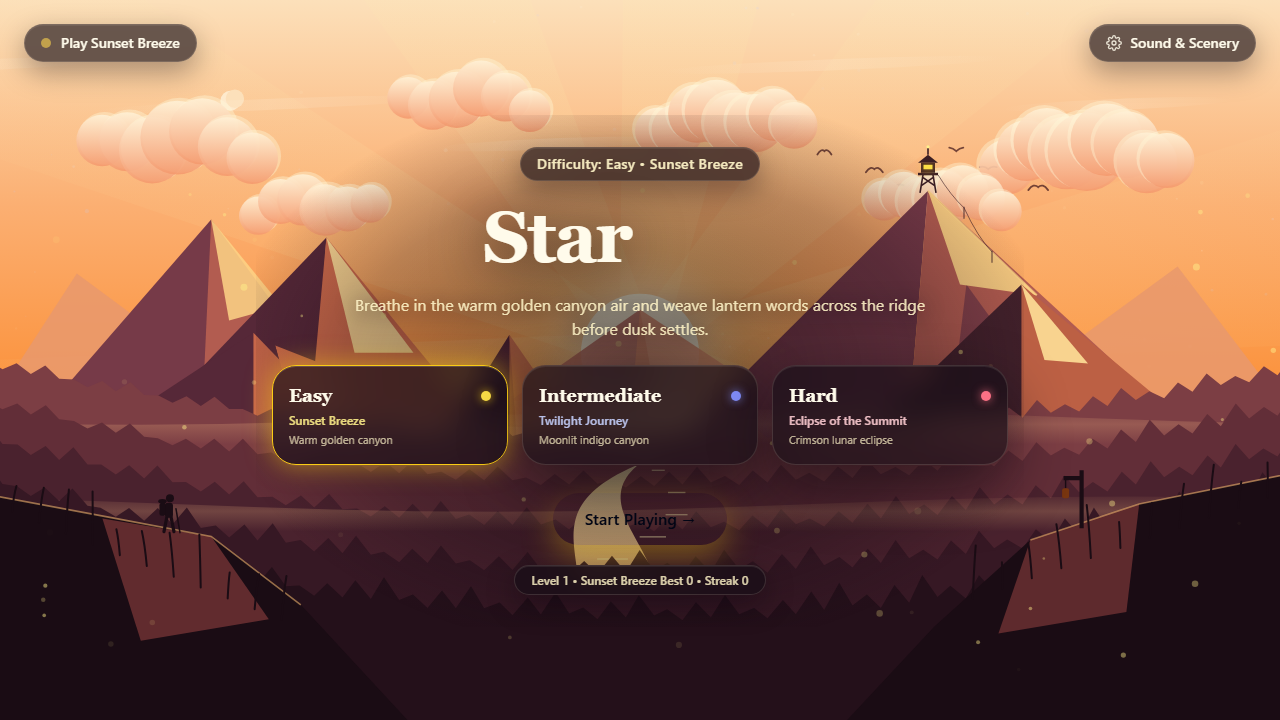 Play Sunset Breeze
Sound & Scenery
Difficulty: Easy • Sunset Breeze
Star
Breathe in the warm golden canyon air and weave lantern words across the ridge
before dusk settles.
Easy
Sunset Breeze
Warm golden canyon
Intermediate
Twilight Journey
Moonlit indigo canyon
Hard
Eclipse of the Summit
Crimson lunar eclipse
Start Playing →
Level 1 • Sunset Breeze Best 0 • Streak 0